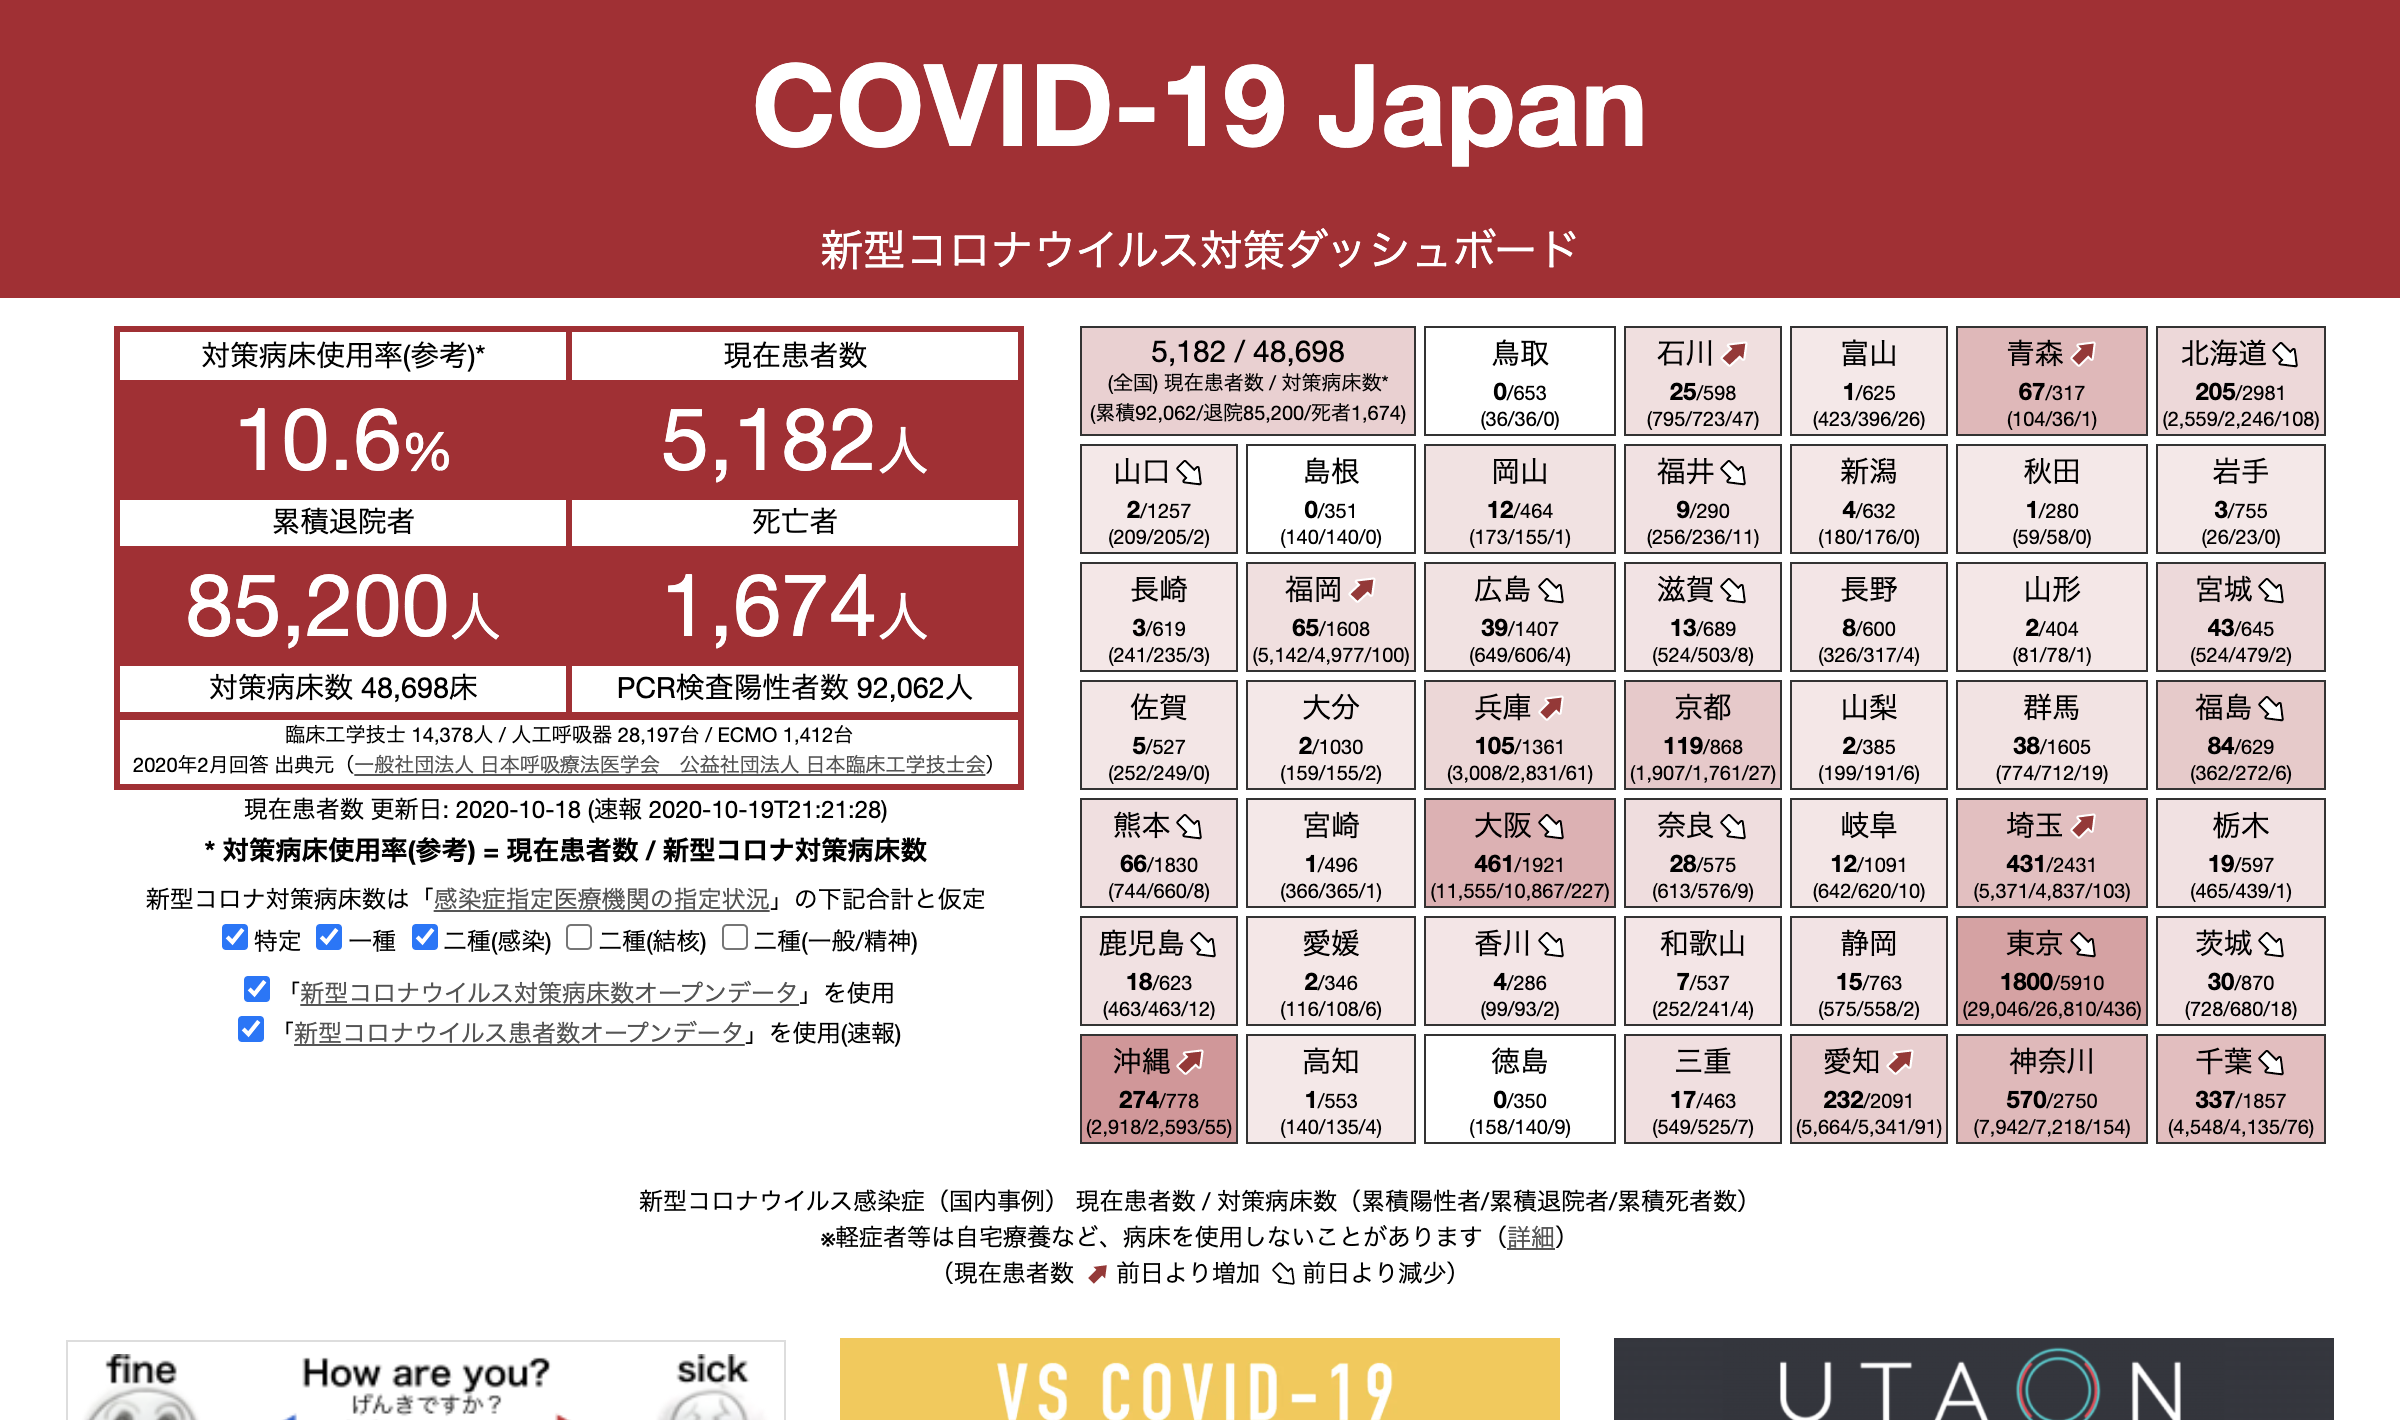 COVID-19 Japan
新型コロナウイルス対策ダッシュボード
対策病床使用率(参考)*
現在患者数
10.6%
5,182人
累積退院者
死亡者
85,200人
1,674人
対策病床数 48,698床
PCR検査陽性者数 92,062人
臨床工学技士 14,378人 / 人工呼吸器 28,197台 / ECMO 1,412台
2020年2月回答 出典元（一般社団法人 日本呼吸療法医学会　公益社団法人 日本臨床工学技士会）
現在患者数 更新日: 2020-10-18 (速報 2020-10-19T21:21:28)
* 対策病床使用率(参考) = 現在患者数 / 新型コロナ対策病床数
新型コロナ対策病床数は「感染症指定医療機関の指定状況」の下記合計と仮定
特定 一種 二種(感染) 二種(結核) 二種(一般/精神)
「新型コロナウイルス対策病床数オープンデータ」を使用
「新型コロナウイルス患者数オープンデータ」を使用(速報)
5,182 / 48,698
(全国) 現在患者数 / 対策病床数*
(累積92,062/退院85,200/死者1,674)
鳥取
0/653
(36/36/0)
石川
25/598
(795/723/47)
富山
1/625
(423/396/26)
青森
67/317
(104/36/1)
北海道
205/2981
(2,559/2,246/108)
山口
2/1257
(209/205/2)
島根
0/351
(140/140/0)
岡山
12/464
(173/155/1)
福井
9/290
(256/236/11)
新潟
4/632
(180/176/0)
秋田
1/280
(59/58/0)
岩手
3/755
(26/23/0)
長崎
3/619
(241/235/3)
福岡
65/1608
(5,142/4,977/100)
広島
39/1407
(649/606/4)
滋賀
13/689
(524/503/8)
長野
8/600
(326/317/4)
山形
2/404
(81/78/1)
宮城
43/645
(524/479/2)
佐賀
5/527
(252/249/0)
大分
2/1030
(159/155/2)
兵庫
105/1361
(3,008/2,831/61)
京都
119/868
(1,907/1,761/27)
山梨
2/385
(199/191/6)
群馬
38/1605
(774/712/19)
福島
84/629
(362/272/6)
熊本
66/1830
(744/660/8)
宮崎
1/496
(366/365/1)
大阪
461/1921
(11,555/10,867/227)
奈良
28/575
(613/576/9)
岐阜
12/1091
(642/620/10)
埼玉
431/2431
(5,371/4,837/103)
栃木
19/597
(465/439/1)
鹿児島
18/623
(463/463/12)
愛媛
2/346
(116/108/6)
香川
4/286
(99/93/2)
和歌山
7/537
(252/241/4)
静岡
15/763
(575/558/2)
東京
1800/5910
(29,046/26,810/436)
茨城
30/870
(728/680/18)
沖縄
274/778
(2,918/2,593/55)
高知
1/553
(140/135/4)
徳島
0/350
(158/140/9)
三重
17/463
(549/525/7)
愛知
232/2091
(5,664/5,341/91)
神奈川
570/2750
(7,942/7,218/154)
千葉
337/1857
(4,548/4,135/76)
新型コロナウイルス感染症（国内事例） 現在患者数 / 対策病床数（累積陽性者/累積退院者/累積死者数）
※軽症者等は自宅療養など、病床を使用しないことがあります（詳細）
（現在患者数 前日より増加 前日より減少）
fine
How are you?
げんきですか？
sick
VS COVID-19
UTAON